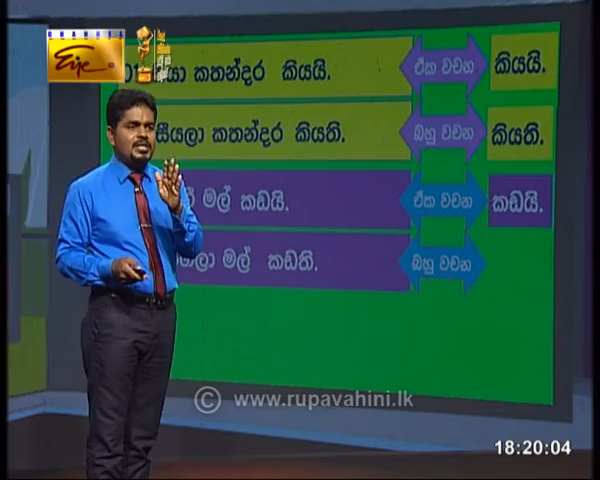 CHANNEL
Eye
කතන්දර කියයි. ඒක වචන කියයි.
සීයලා කතන්දර කියති. බහු වචන කියති.
මල් කඩයි. ඒක වචන කඩයි.
මල් කඩති. බහු වචන
© www.rupavahini.lk
18:20:04